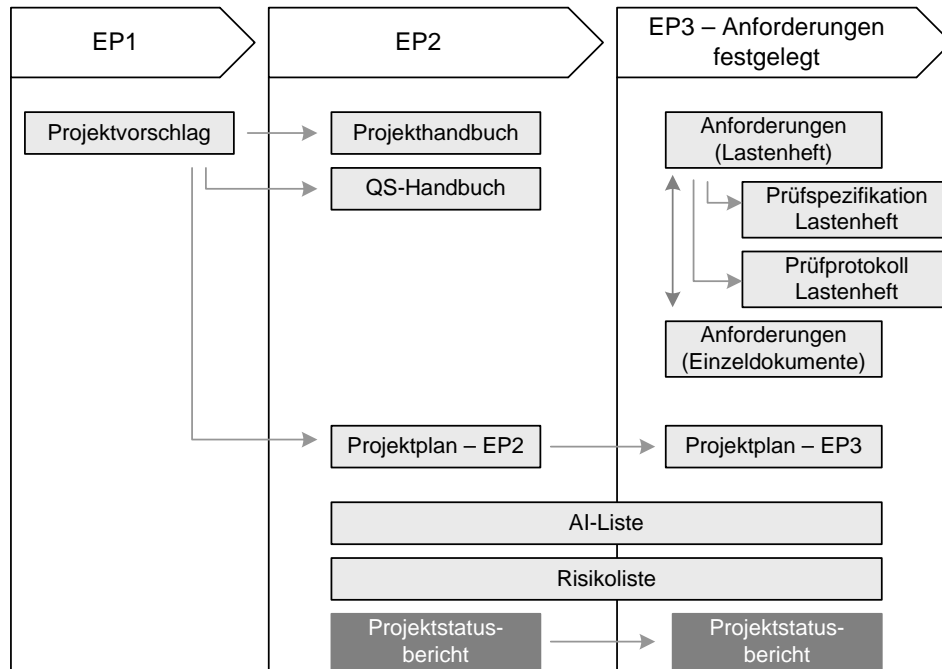 EP1
EP2
EP3 – Anforderungen
festgelegt
Projektvorschlag
Projekthandbuch
Anforderungen
(Lastenheft)
QS-Handbuch
Prüfspezifikation
Lastenheft
Prüfprotokoll
Lastenheft
Anforderungen
(Einzeldokumente)
Projektplan – EP2
Projektplan – EP3
AI-Liste
Risikoliste
Projektstatus-
bericht
Projektstatus-
bericht